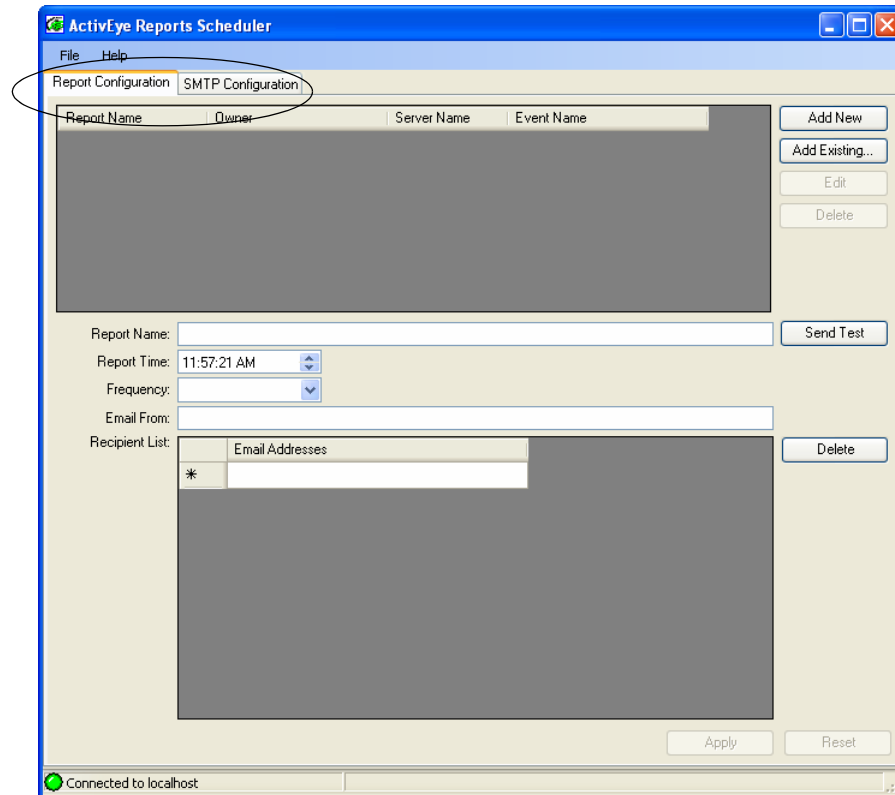 ActivEye Reports Scheduler
File Help
Report Configuration SMTP Configuration
Report Name Owner Server Name Event Name
Add New
Add Existing...
Edit
Delete
Report Name:
Send Test
Report Time: 11:57:21 AM
Frequency:
Email From:
Recipient List:
Email Addresses
Delete
*
Apply Reset
Connected to localhost